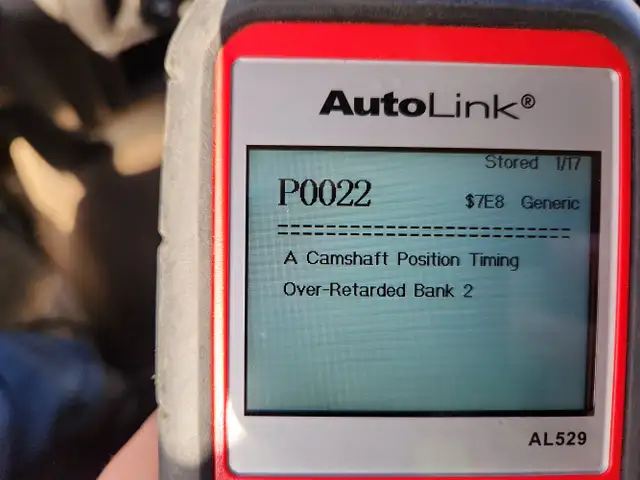 AutoLink®
Stored 1/17
P0022
$7E8 Generic
==============================
A Camshaft Position Timing
Over-Retarded Bank 2
AL529